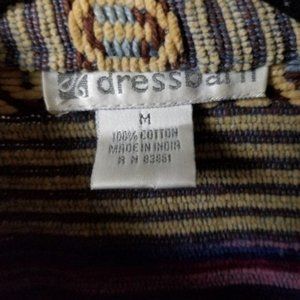 dressbarn
M
100% COTTON
MADE IN INDIA
R N 83861